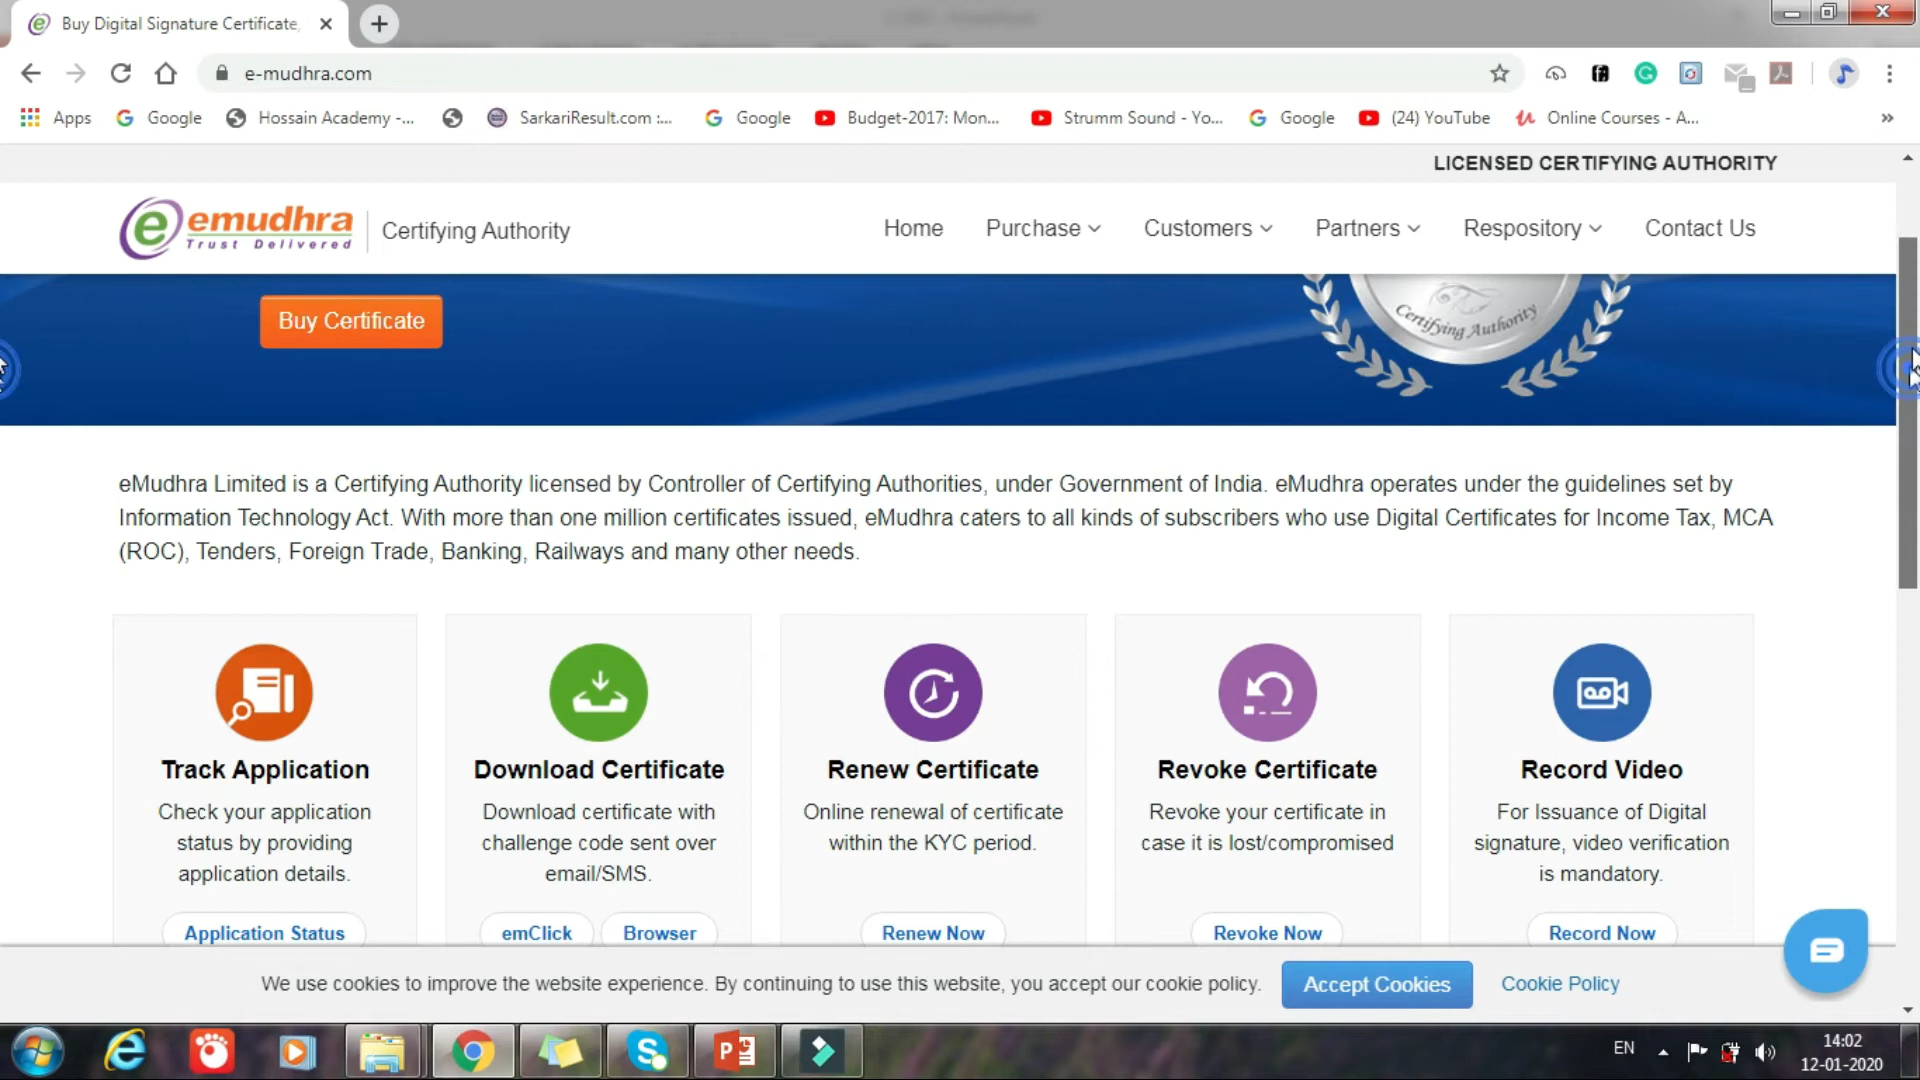 Buy Digital Signature Certificate,
e-mudhra.com
Apps Google Hossain Academy -... SarkariResult.com :... Google Budget-2017: Mon... Strumm Sound - Yo... Google (24) YouTube Online Courses - A... »
LICENSED CERTIFYING AUTHORITY
emudhra
Trust Delivered
Certifying Authority
Home Purchase Customers Partners Respository Contact Us
Buy Certificate
Certifying Authority
eMudhra Limited is a Certifying Authority licensed by Controller of Certifying Authorities, under Government of India. eMudhra operates under the guidelines set by
Information Technology Act. With more than one million certificates issued, eMudhra caters to all kinds of subscribers who use Digital Certificates for Income Tax, MCA
(ROC), Tenders, Foreign Trade, Banking, Railways and many other needs.
Track Application
Check your application
status by providing
application details.
Application Status
Download Certificate
Download certificate with
challenge code sent over
email/SMS.
emClick Browser
Renew Certificate
Online renewal of certificate
within the KYC period.
Renew Now
Revoke Certificate
Revoke your certificate in
case it is lost/compromised
Revoke Now
Record Video
For Issuance of Digital
signature, video verification
is mandatory.
Record Now
We use cookies to improve the website experience. By continuing to use this website, you accept our cookie policy. Accept Cookies Cookie Policy
EN
14:02
12-01-2020